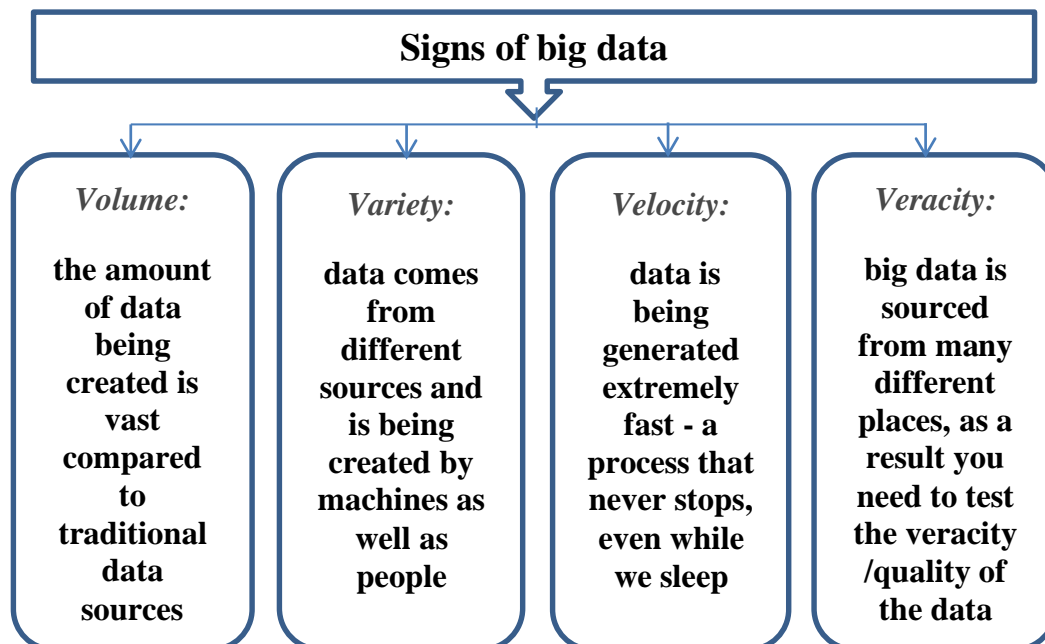 Signs of big data
Volume:
the amount
of data
being
created is
vast
compared
to
traditional
data
sources
Variety:
data comes
from
different
sources and
is being
created by
machines as
well as
people
Velocity:
data is
being
generated
extremely
fast - a
process that
never stops,
even while
we sleep
Veracity:
big data is
sourced
from many
different
places, as a
result you
need to test
the veracity
/quality of
the data